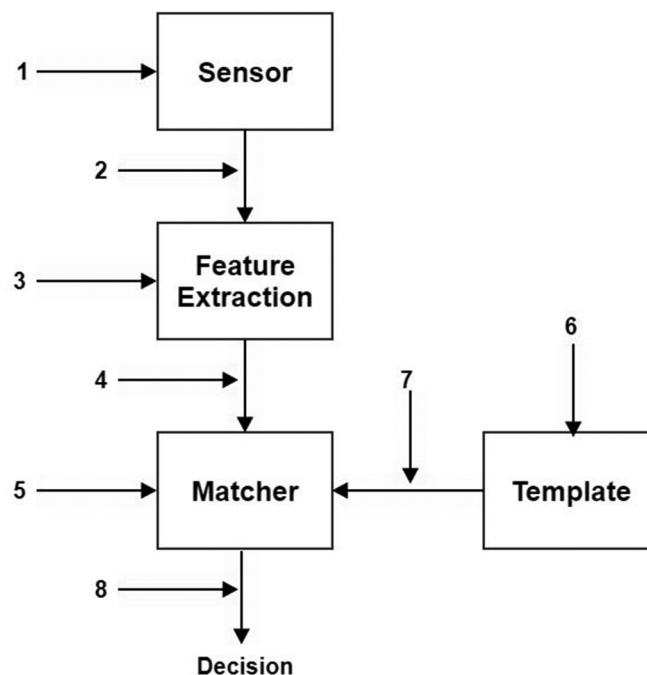 1
Sensor
2
3
Feature
Extraction
6
4
7
5
Matcher
Template
8
Decision